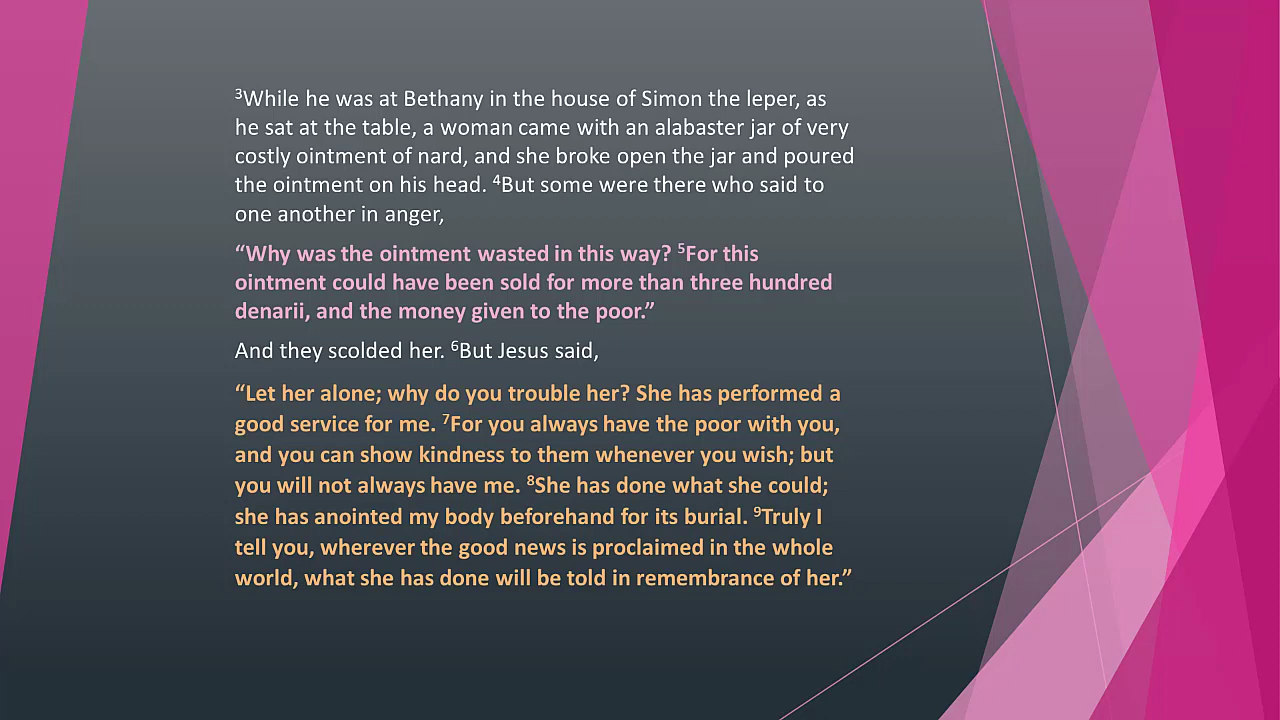 ³While he was at Bethany in the house of Simon the leper, as
he sat at the table, a woman came with an alabaster jar of very
costly ointment of nard, and she broke open the jar and poured
the ointment on his head. ⁴But some were there who said to
one another in anger,
“Why was the ointment wasted in this way? ⁵For this
ointment could have been sold for more than three hundred
denarii, and the money given to the poor.”
And they scolded her. ⁶But Jesus said,
“Let her alone; why do you trouble her? She has performed a
good service for me. ⁷For you always have the poor with you,
and you can show kindness to them whenever you wish; but
you will not always have me. ⁸She has done what she could;
she has anointed my body beforehand for its burial. ⁹Truly I
tell you, wherever the good news is proclaimed in the whole
world, what she has done will be told in remembrance of her.”